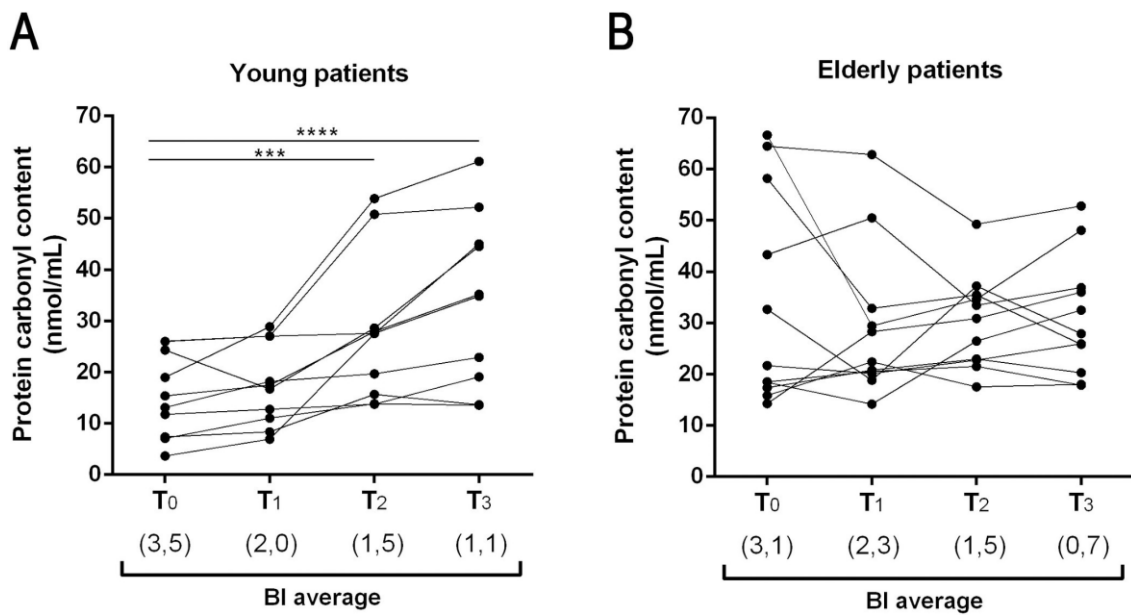 A
Young patients
Protein carbonyl content
(nmol/mL)
70
60
50
40
30
20
10
0
****
***
T0 T1 T2 T3
(3,5) (2,0) (1,5) (1,1)
BI average
B
Elderly patients
Protein carbonyl content
(nmol/mL)
70
60
50
40
30
20
10
0
T0 T1 T2 T3
(3,1) (2,3) (1,5) (0,7)
BI average